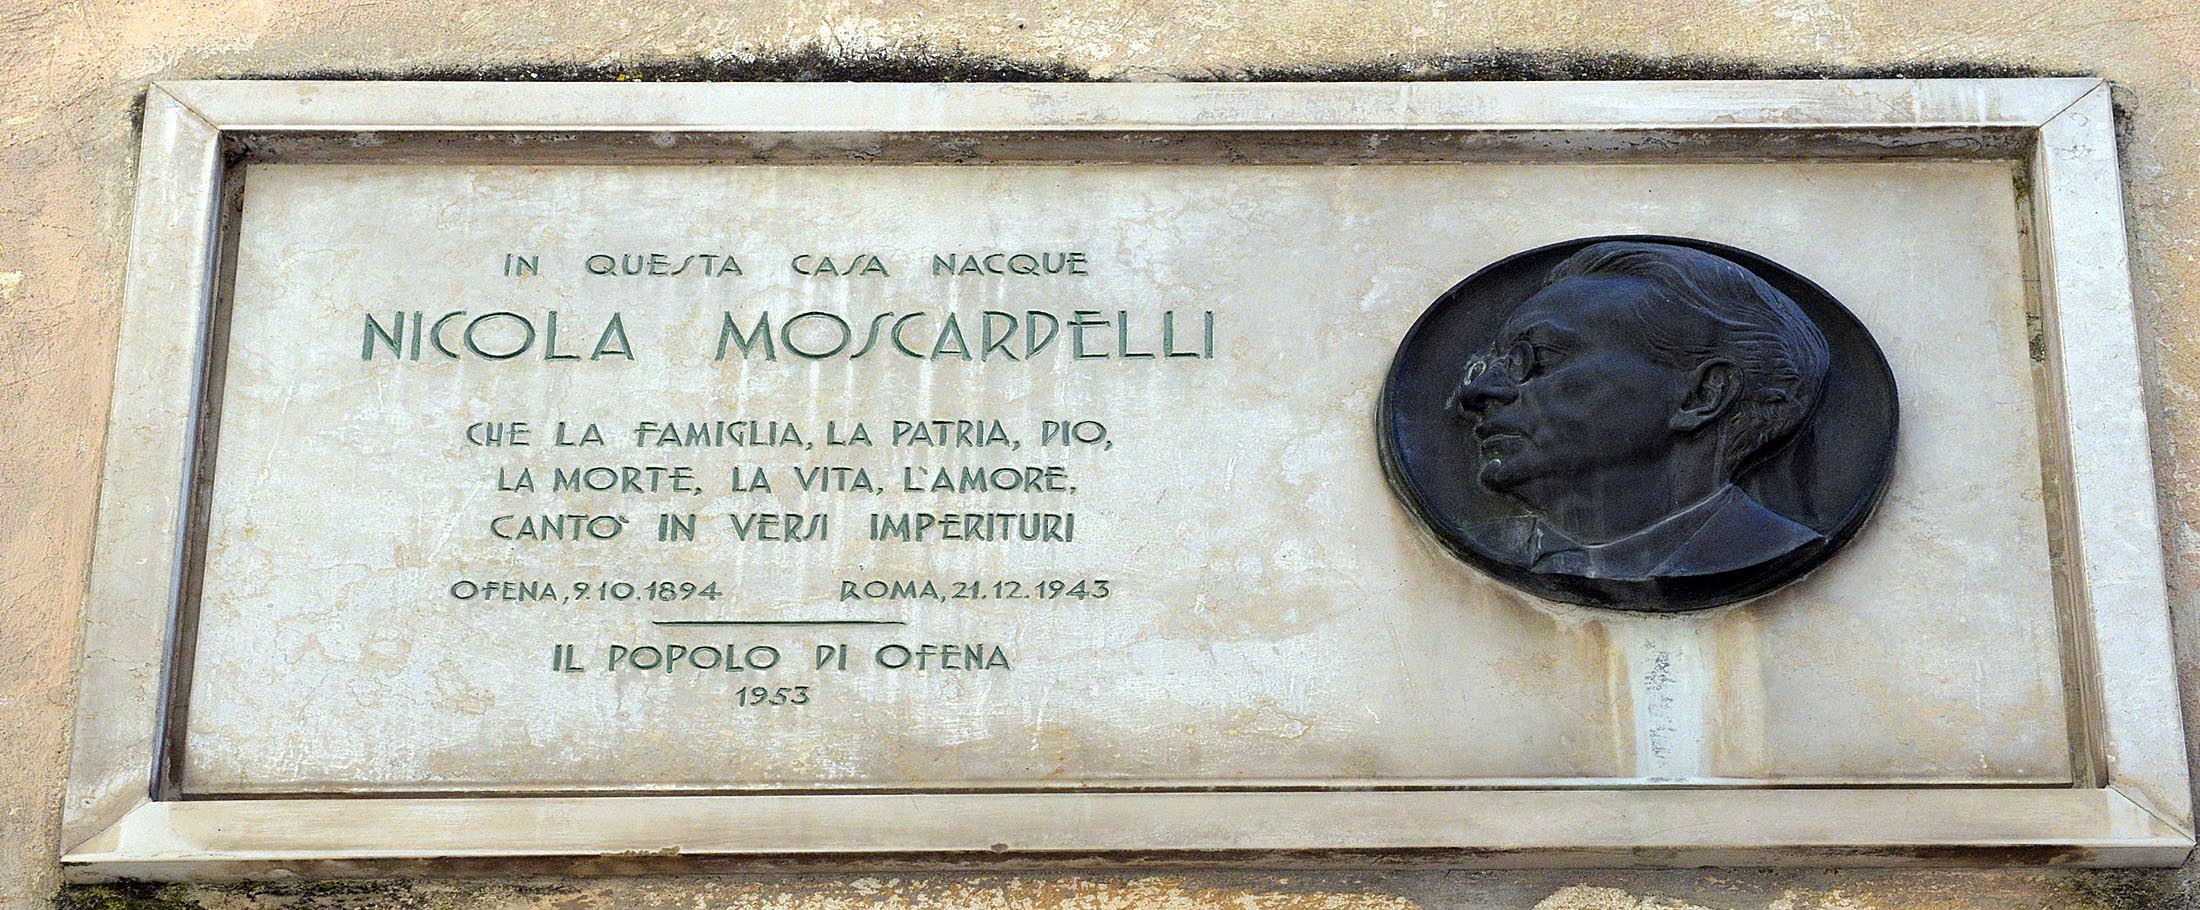 IN QUESTA CASA NACQUE
NICOLA MOSCARDELLI
CHE LA FAMIGLIA, LA PATRIA, DIO,
LA MORTE, LA VITA, L'AMORE,
CANTO' IN VERSI IMPERITURI
OFENA, 9.10.1894 ROMA, 21.12.1943
IL POPOLO DI OFENA
1953